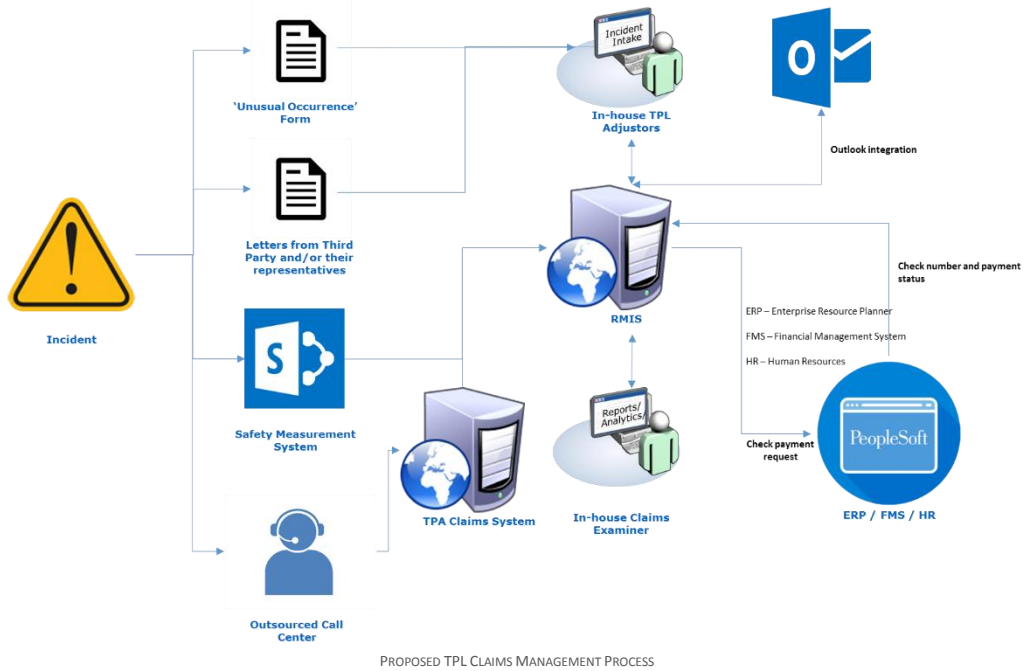 Incident
Intake
'Unusual Occurrence'
Form
In-house TPL
Adjustors
O
Outlook integration
Letters from Third
Party and/or their
representatives
Incident
RMIS
Check number and payment
status
ERP – Enterprise Resource Planner
FMS – Financial Management System
HR – Human Resources
S
Safety Measurement
System
Reports/
Analytics/
PeopleSoft
Check payment
request
TPA Claims System
In-house Claims
Examiner
ERP / FMS / HR
Outsourced Call
Center
PROPOSED TPL CLAIMS MANAGEMENT PROCESS